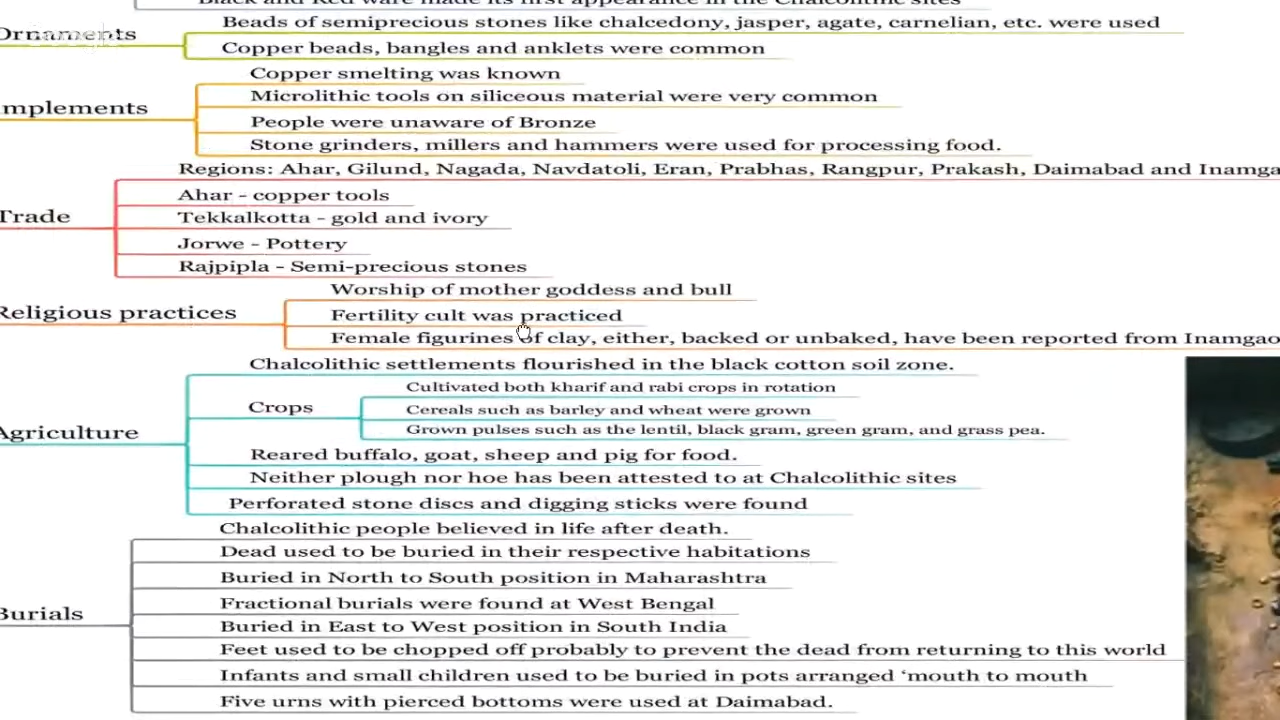 Black and Red ware made its first appearance in the Chalcolithic sites
Ornaments
Beads of semiprecious stones like chalcedony, jasper, agate, carnelian, etc. were used
Copper beads, bangles and anklets were common
mplements
Copper smelting was known
Microlithic tools on siliceous material were very common
People were unaware of Bronze
Stone grinders, millers and hammers were used for processing food.
Trade
Regions: Ahar, Gilund, Nagada, Navdatoli, Eran, Prabhas, Rangpur, Prakash, Daimabad and Inamga
Ahar - copper tools
Tekkalkotta - gold and ivory
Jorwe - Pottery
Rajpipla - Semi-precious stones
Religious practices
Worship of mother goddess and bull
Fertility cult was practiced
Female figurines of clay, either, backed or unbaked, have been reported from Inamgao
Agriculture
Chalcolithic settlements flourished in the black cotton soil zone.
Crops
Cultivated both kharif and rabi crops in rotation
Cereals such as barley and wheat were grown
Grown pulses such as the lentil, black gram, green gram, and grass pea.
Reared buffalo, goat, sheep and pig for food.
Neither plough nor hoe has been attested to at Chalcolithic sites
Perforated stone discs and digging sticks were found
Burials
Chalcolithic people believed in life after death.
Dead used to be buried in their respective habitations
Buried in North to South position in Maharashtra
Fractional burials were found at West Bengal
Buried in East to West position in South India
Feet used to be chopped off probably to prevent the dead from returning to this world
Infants and small children used to be buried in pots arranged ‘mouth to mouth
Five urns with pierced bottoms were used at Daimabad.